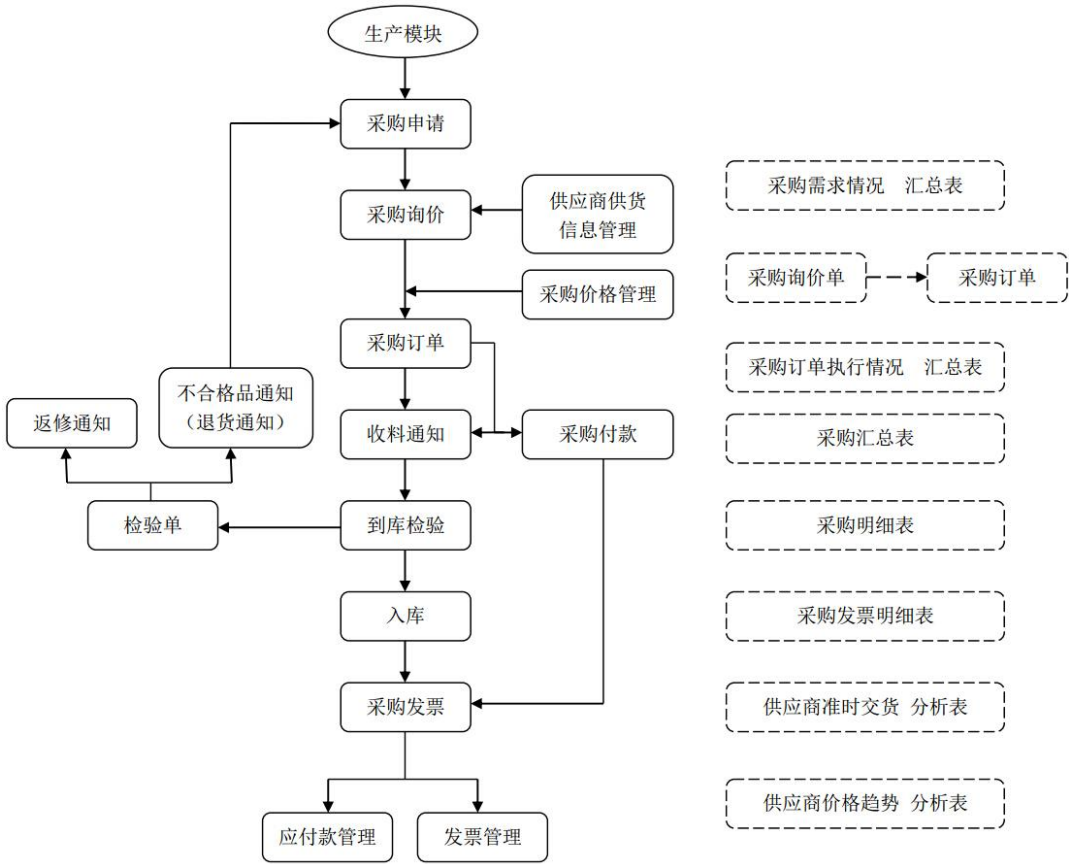 生产模块
采购申请
采购询价
供应商供货
信息管理
采购需求情况 汇总表
采购价格管理
采购询价单
采购订单
采购订单
采购订单执行情况 汇总表
返修通知
不合格品通知
（退货通知）
收料通知
采购付款
采购汇总表
检验单
到库检验
采购明细表
入库
采购发票明细表
采购发票
供应商准时交货 分析表
应付款管理
发票管理
供应商价格趋势 分析表